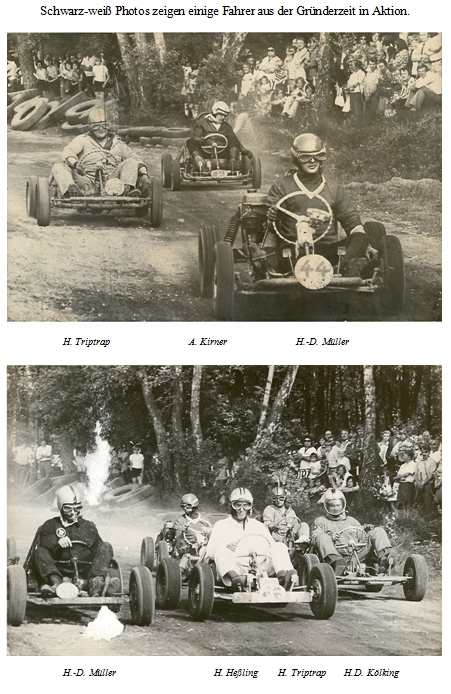 Schwarz-weiß Photos zeigen einige Fahrer aus der Gründerzeit in Aktion.
44
H. Triptrap A. Kirner H.-D. Müller
H.-D. Müller H. Heßling H. Triptrap H.D. Kölking